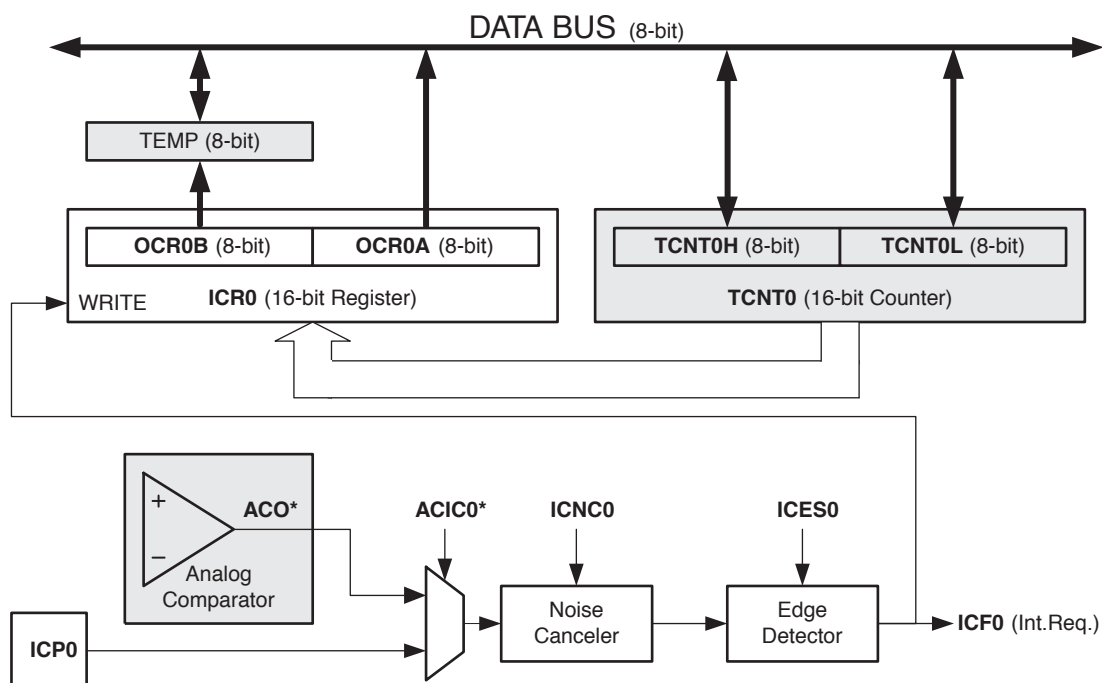 DATA BUS (8-bit)
TEMP (8-bit)
OCR0B (8-bit)
OCR0A (8-bit)
TCNT0H (8-bit)
TCNT0L (8-bit)
WRITE
ICR0 (16-bit Register)
TCNT0 (16-bit Counter)
+
ACO*
ACIC0*
ICNC0
ICES0
–
Analog
Comparator
Noise
Canceler
Edge
Detector
ICF0 (Int.Req.)
ICP0